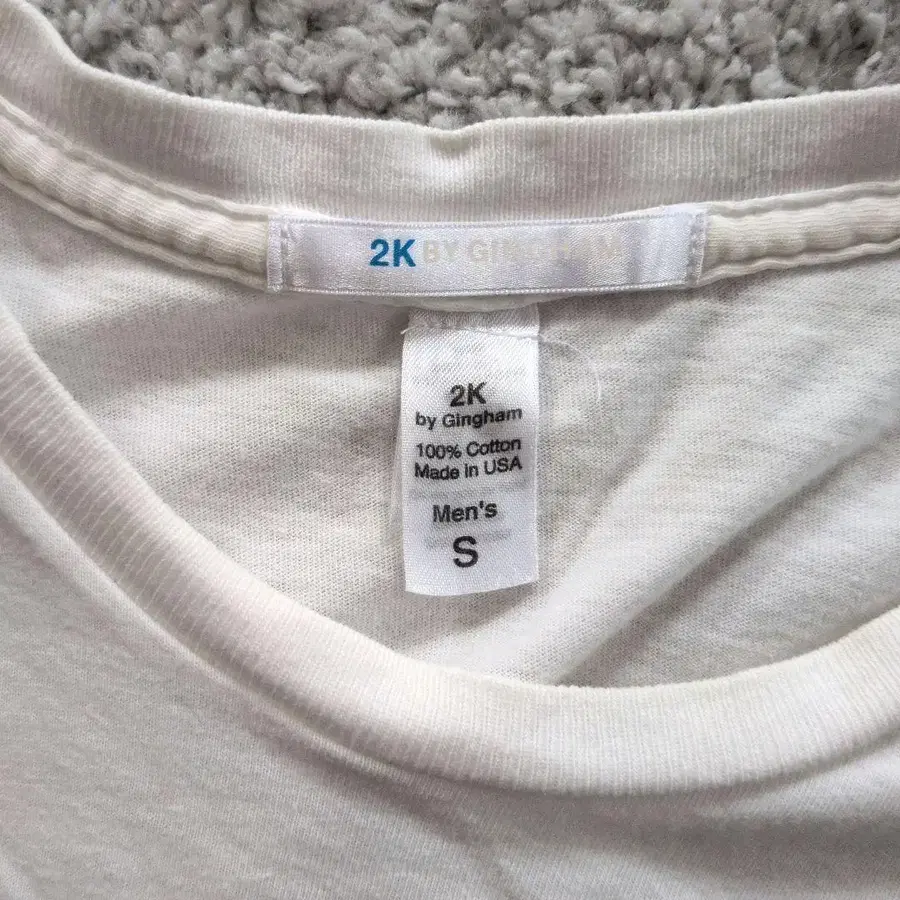 2K BY GINGHAM
2K
by Gingham
100% Cotton
Made in USA
Men's
S